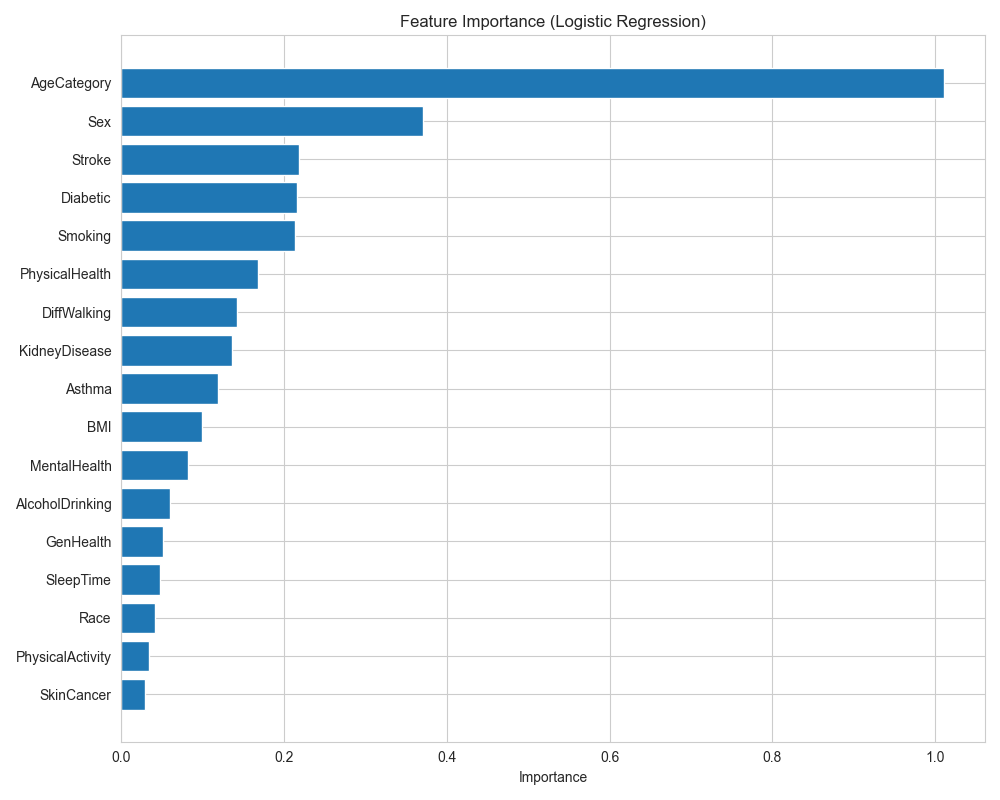 Feature Importance (Logistic Regression)
AgeCategory
Sex
Stroke
Diabetic
Smoking
PhysicalHealth
DiffWalking
KidneyDisease
Asthma
BMI
MentalHealth
AlcoholDrinking
GenHealth
SleepTime
Race
PhysicalActivity
SkinCancer
0.0 0.2 0.4 0.6 0.8 1.0
Importance